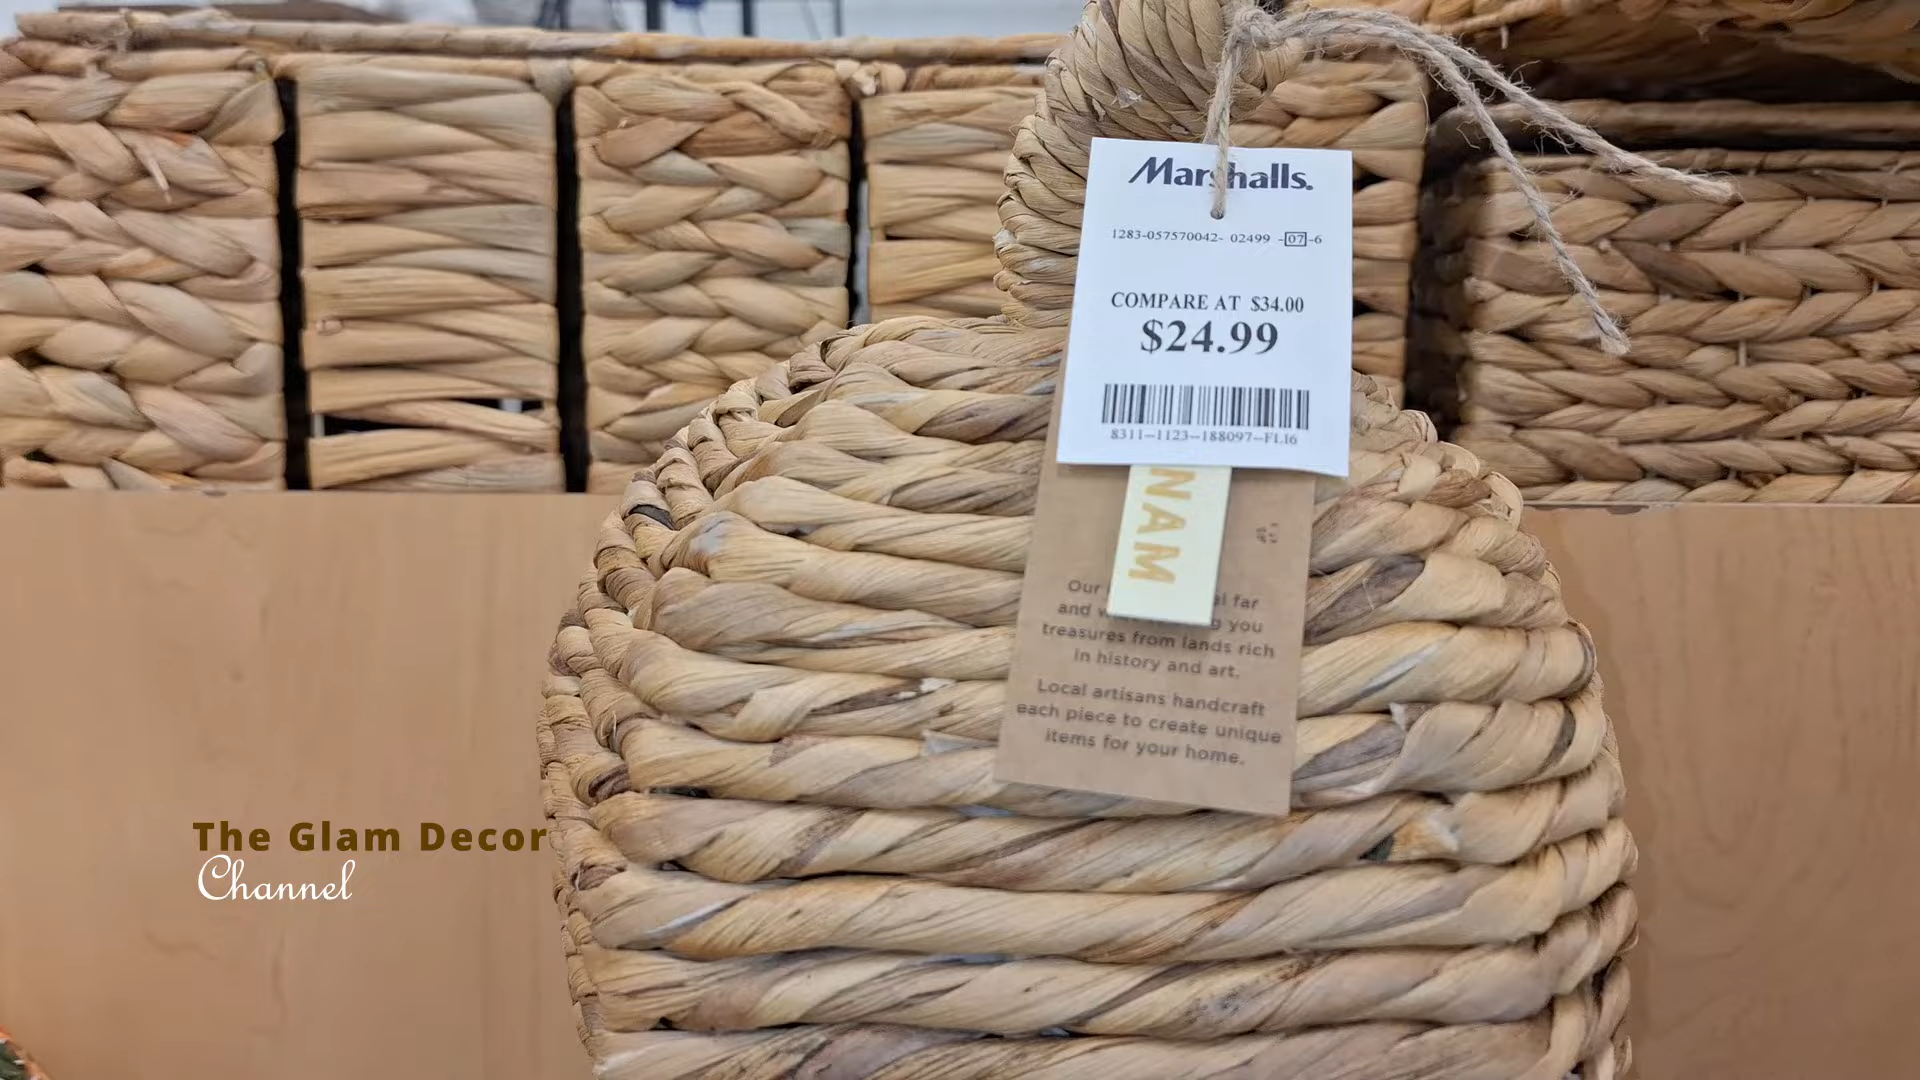 Marshalls.
1283-057570042- 02499 -07-6
COMPARE AT $34.00
$24.99
8311-1123-188097-FL16
NAM
Our far
and you
treasures from lands rich
in history and art.
Local artisans handcraft
each piece to create unique
items for your home.
The Glam Decor
Channel